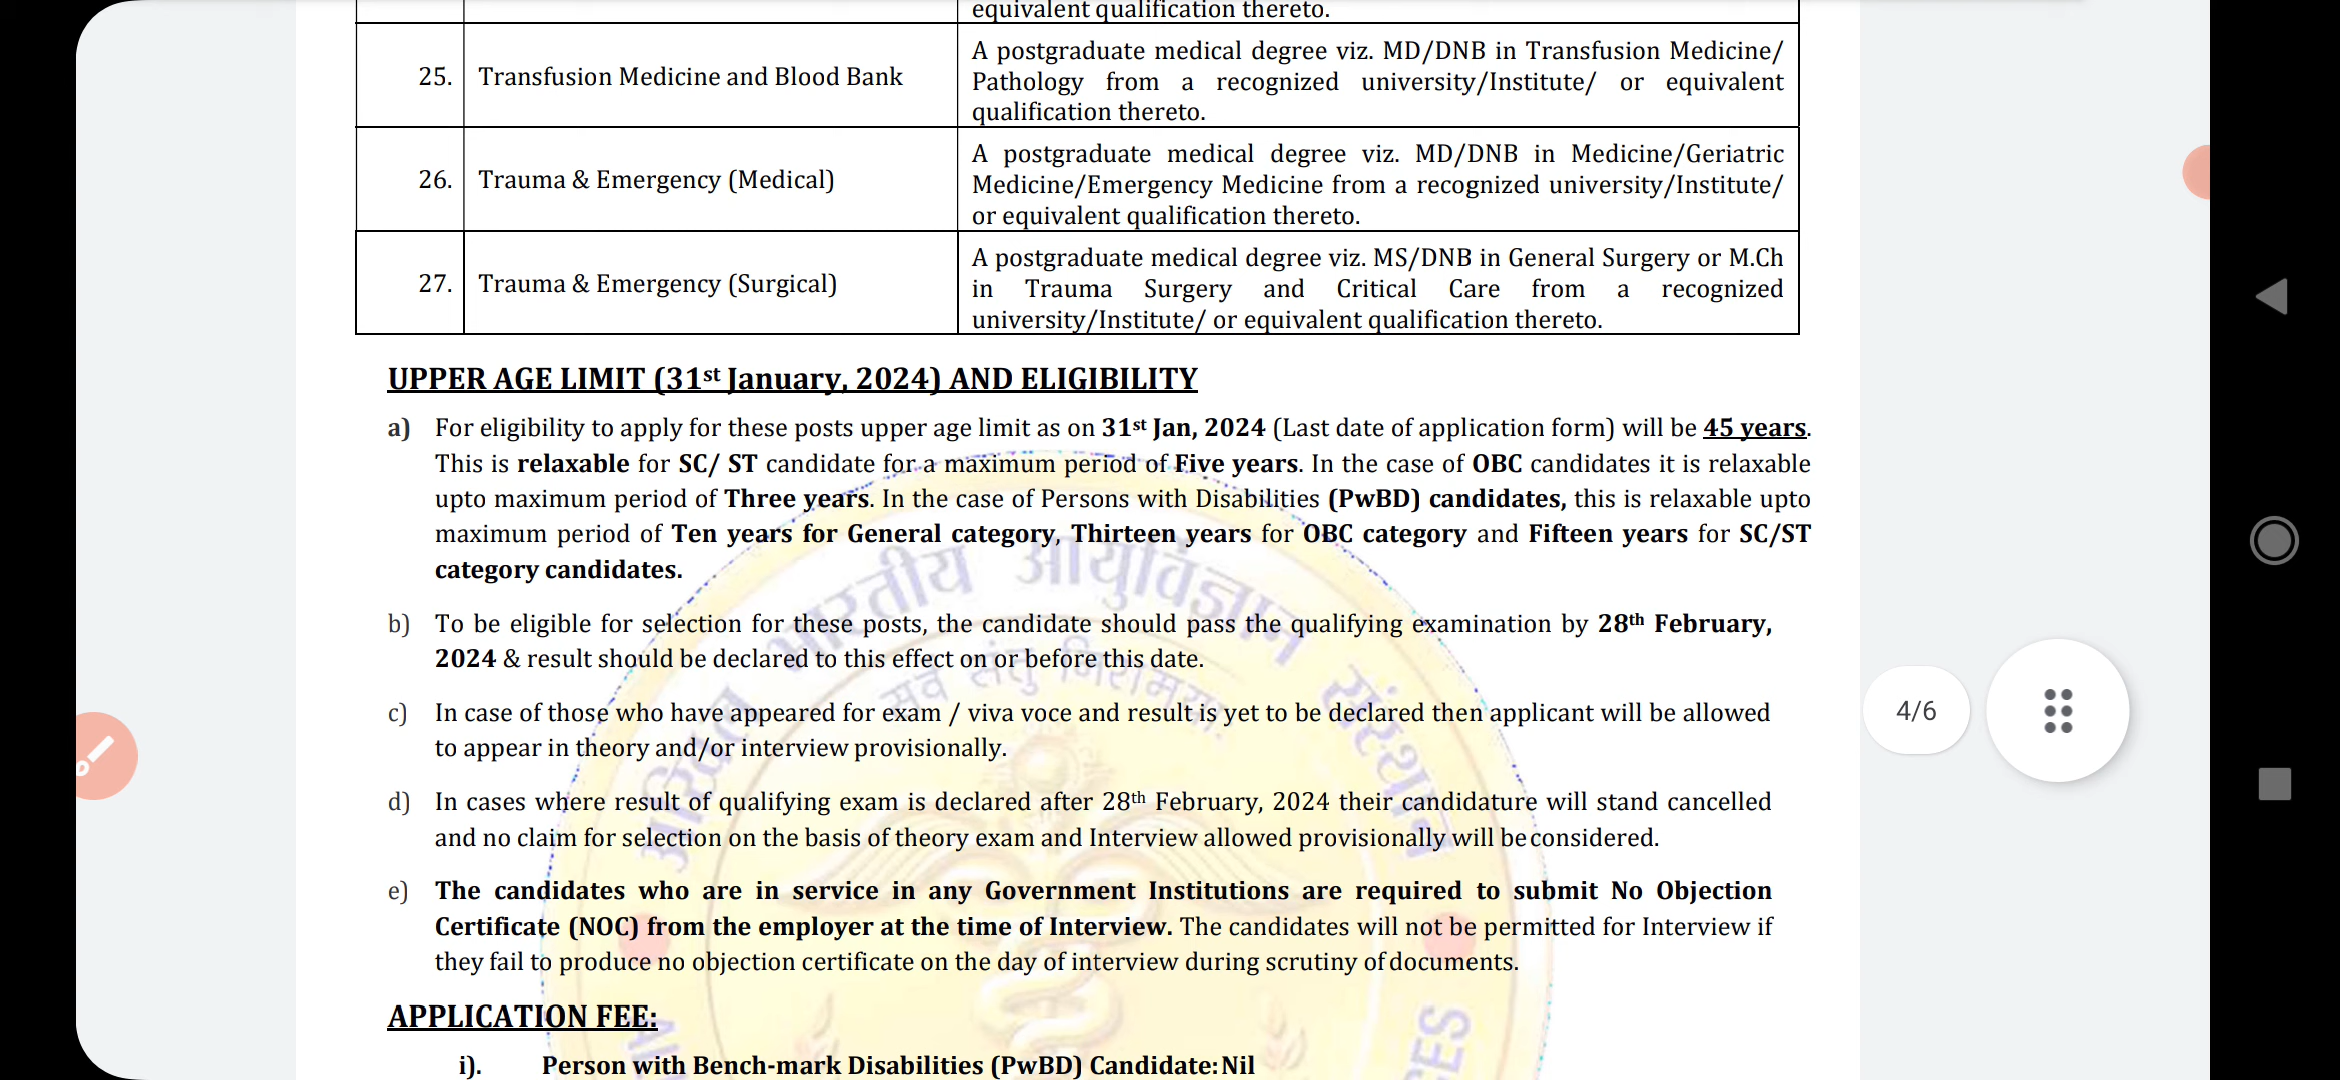 equivalent qualification thereto.
25. Transfusion Medicine and Blood Bank
A postgraduate medical degree viz. MD/DNB in Transfusion Medicine/
Pathology from a recognized university/Institute/ or equivalent
qualification thereto.
26. Trauma & Emergency (Medical)
A postgraduate medical degree viz. MD/DNB in Medicine/Geriatric
Medicine/Emergency Medicine from a recognized university/Institute/
or equivalent qualification thereto.
27. Trauma & Emergency (Surgical)
A postgraduate medical degree viz. MS/DNB in General Surgery or M.Ch
in Trauma Surgery and Critical Care from a recognized
university/Institute/ or equivalent qualification thereto.
UPPER AGE LIMIT (31st January, 2024) AND ELIGIBILITY
a) For eligibility to apply for these posts upper age limit as on 31st Jan, 2024 (Last date of application form) will be 45 years.
This is relaxable for SC/ ST candidate for a maximum period of Five years. In the case of OBC candidates it is relaxable
upto maximum period of Three years. In the case of Persons with Disabilities (PwBD) candidates, this is relaxable upto
maximum period of Ten years for General category, Thirteen years for OBC category and Fifteen years for SC/ST
category candidates.
b) To be eligible for selection for these posts, the candidate should pass the qualifying examination by 28th February,
2024 & result should be declared to this effect on or before this date.
c) In case of those who have appeared for exam / viva voce and result is yet to be declared then applicant will be allowed
to appear in theory and/or interview provisionally.
d) In cases where result of qualifying exam is declared after 28th February, 2024 their candidature will stand cancelled
and no claim for selection on the basis of theory exam and Interview allowed provisionally will be considered.
e) The candidates who are in service in any Government Institutions are required to submit No Objection
Certificate (NOC) from the employer at the time of Interview. The candidates will not be permitted for Interview if
they fail to produce no objection certificate on the day of interview during scrutiny of documents.
APPLICATION FEE:
i). Person with Bench-mark Disabilities (PwBD) Candidate: Nil
4/6
अखिल भारतीय आयुर्विज्ञान संस्थान
सर्वे संतु निरामयाः